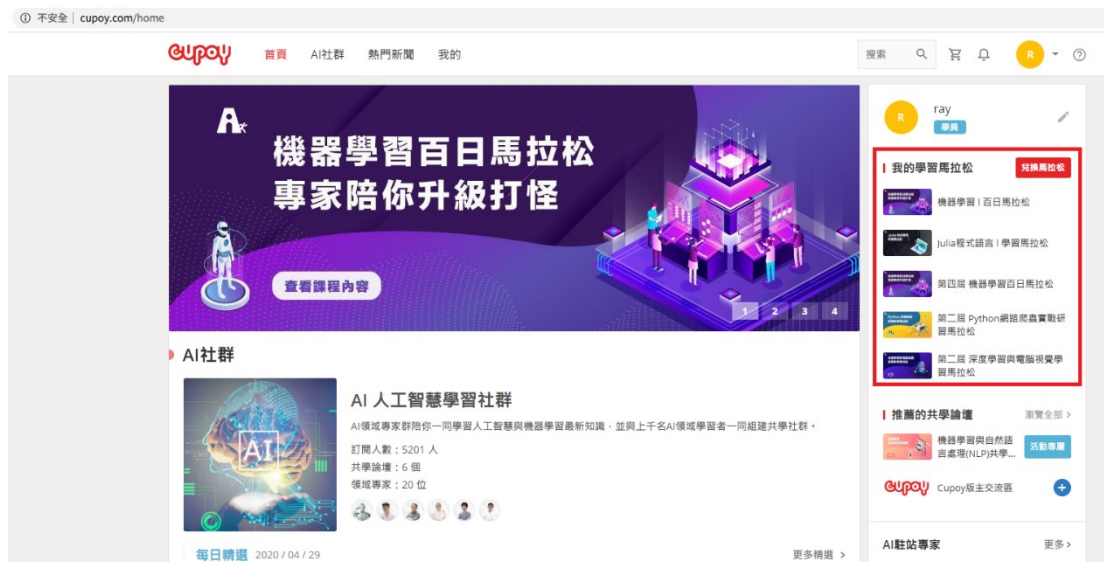 不安全 | cupoy.com/home
cupoy
首頁 AI社群 熱門新聞 我的
搜索
R
機器學習百日馬拉松
專家陪你升級打怪
查看課程內容
1 2 3 4
R
ray
學員
我的學習馬拉松
兌換馬拉松
機器學習 | 百日馬拉松
Julia程式語言 | 學習馬拉松
第四屆 機器學習百日馬拉松
第二屆 Python網路爬蟲實戰研
習馬拉松
第二屆 深度學習與電腦視覺學
習馬拉松
AI社群
AI
AI 人工智慧學習社群
AI領域專家群陪你一同學習人工智慧與機器學習最新知識，並與上千名AI領域學習者一同組建共學社群。
訂閱人數：5201 人
共學論壇：6 個
領域專家：20 位
每日精選 2020 / 04 / 29
更多精選 >
推薦的共學論壇
瀏覽全部 >
機器學習與自然語
言處理(NLP)共學...
活動專屬
cupoy
Cupoy版主交流區
AI駐站專家
更多 >